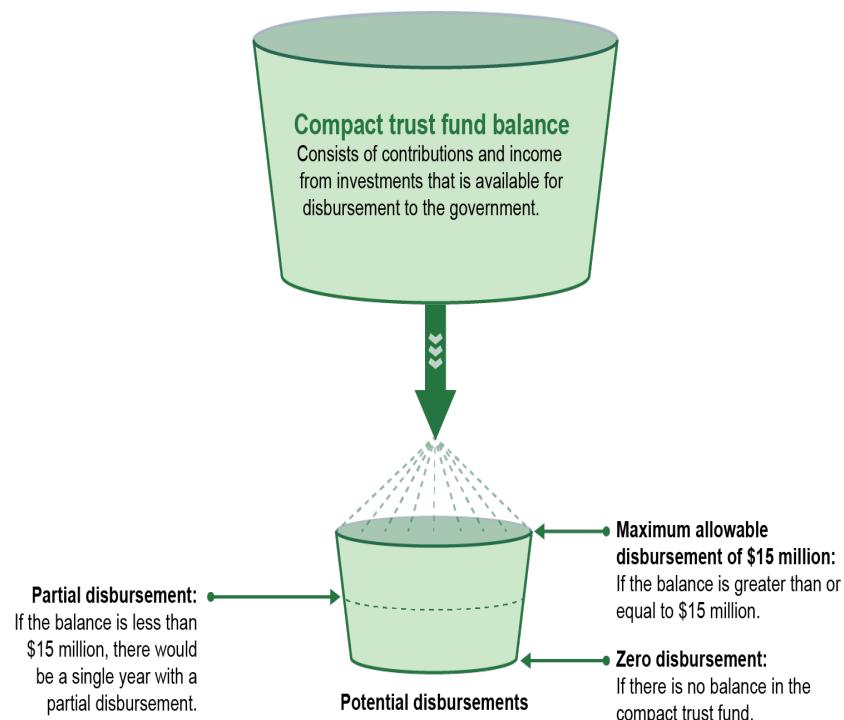 Compact trust fund balance
Consists of contributions and income
from investments that is available for
disbursement to the government.
Maximum allowable
disbursement of $15 million:
If the balance is greater than or
equal to $15 million.
Partial disbursement:
If the balance is less than
$15 million, there would
be a single year with a
partial disbursement.
Zero disbursement:
If there is no balance in the
compact trust fund.
Potential disbursements